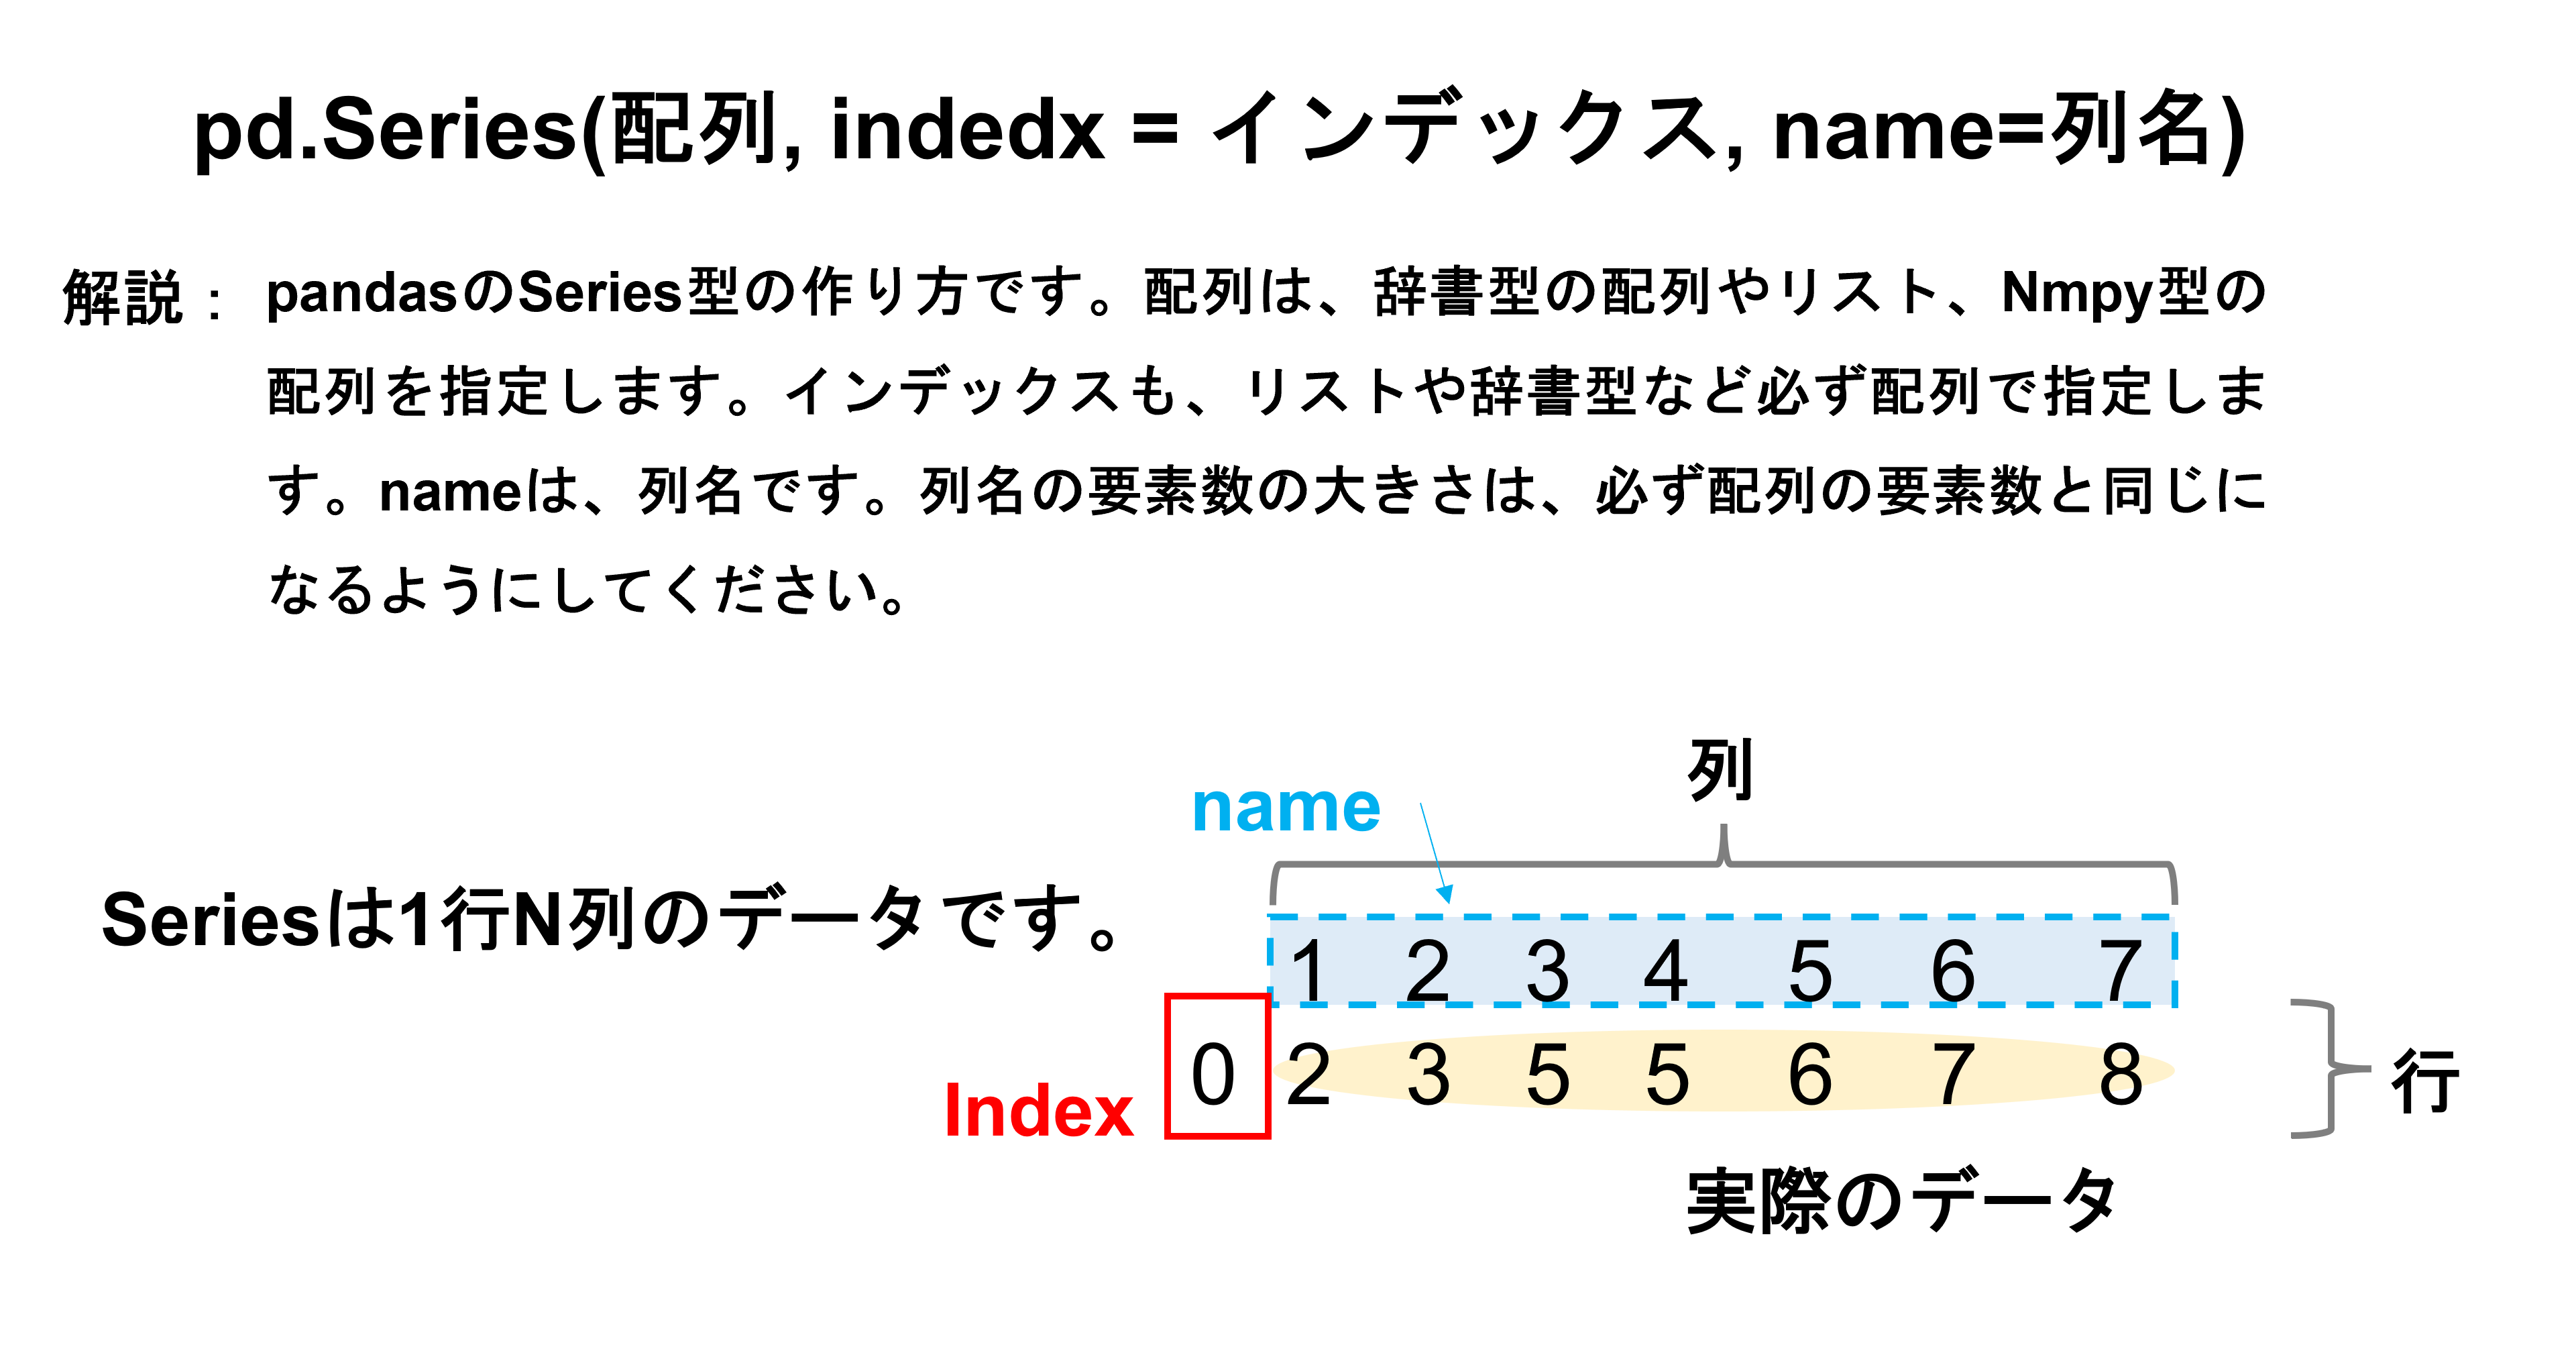 pd.Series(配列, indedx = インデックス, name=列名)
解説： pandasのSeries型の作り方です。配列は、辞書型の配列やリスト、Nmpy型の
配列を指定します。インデックスも、リストや辞書型など必ず配列で指定しま
す。nameは、列名です。列名の要素数の大きさは、必ず配列の要素数と同じに
なるようにしてください。
列
name
Seriesは1行N列のデータです。
1 2 3 4 5 6 7
0 2 3 5 5 6 7 8
行
Index
実際のデータ